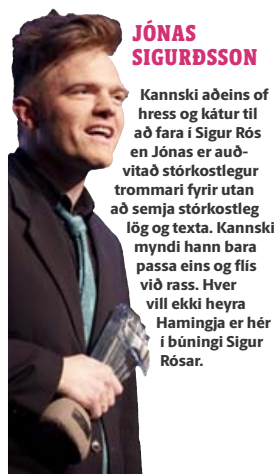 JÓNAS
SIGURÐSSON
Kannski aðeins of
hress og kátur til
að fara í Sigur Rós
en Jónas er auð-
vitað stórkostlegur
trommari fyrir utan
að semja stórkostleg
lög og texta. Kannski
myndi hann bara
passa eins og flís
við rass. Hver
vill ekki heyra
Hamingja er hér
í búningi Sigur
Rósar.